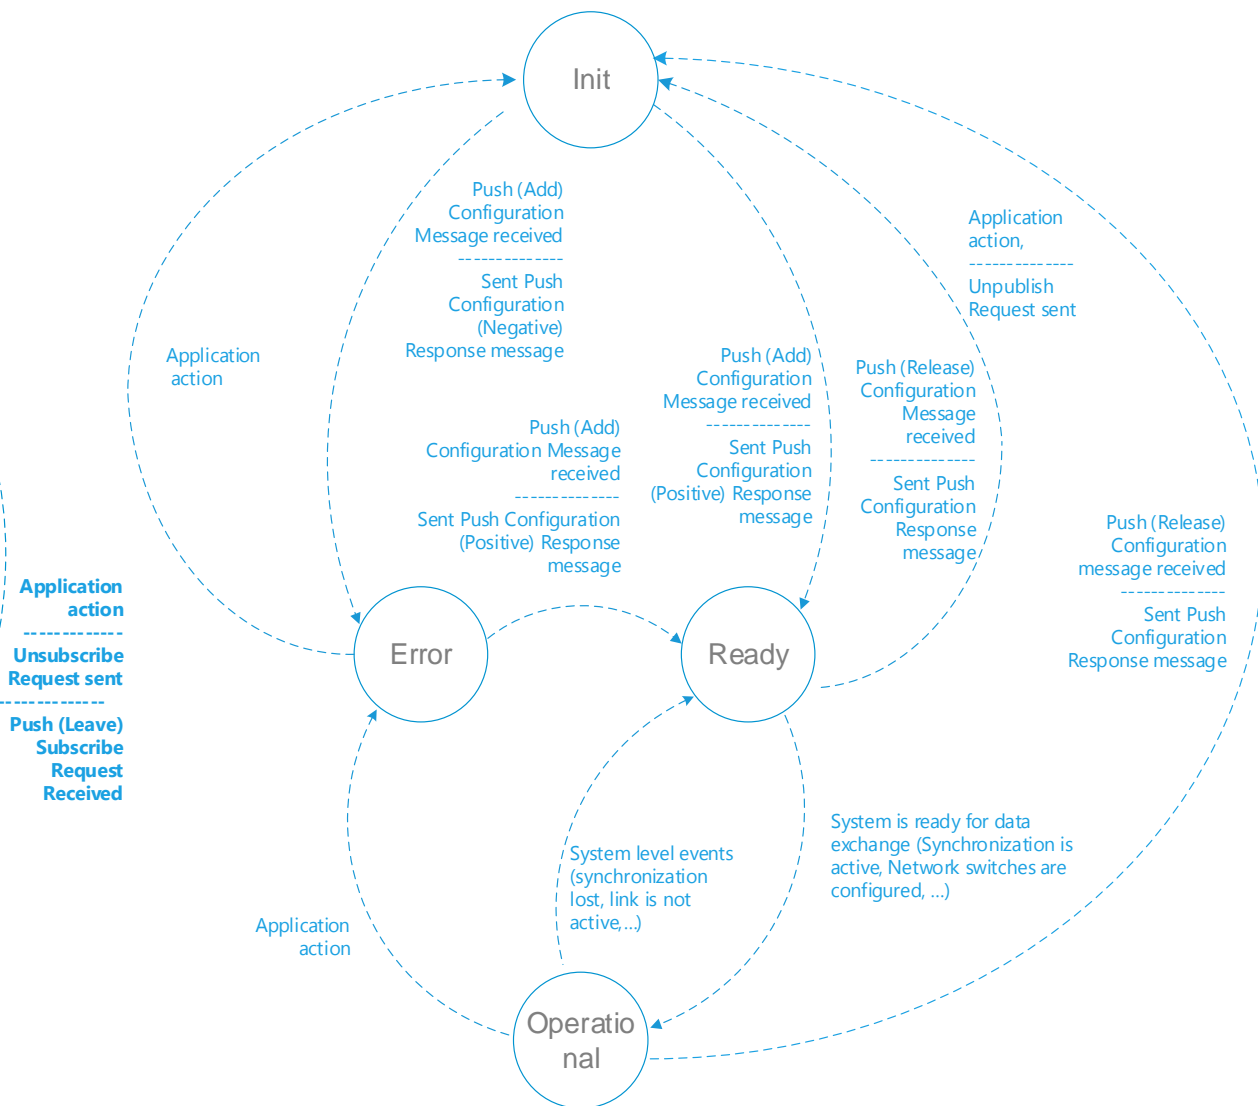 Init
Push (Add)
Configuration
Message received
--------------
Sent Push
Configuration
(Negative)
Response message
Application
action,
--------------
Unpublish
Request sent
Application
action
Push (Add)
Configuration
Message received
--------------
Sent Push
Configuration
(Positive) Response
message
Push (Release)
Configuration
Message
received
--------------
Sent Push
Configuration
Response
message
Push (Add)
Configuration Message
received
--------------
Sent Push Configuration
(Positive) Response
message
Push (Release)
Configuration
message received
--------------
Sent Push
Configuration
Response message
Application
action
-------------
Unsubscribe
Request sent
--------------
Push (Leave)
Subscribe
Request
Received
Error
Ready
System is ready for data
exchange (Synchronization is
active, Network switches are
configured, ...)
System level events
(synchronization
lost, link is not
active,...)
Application
action
Operatio
nal